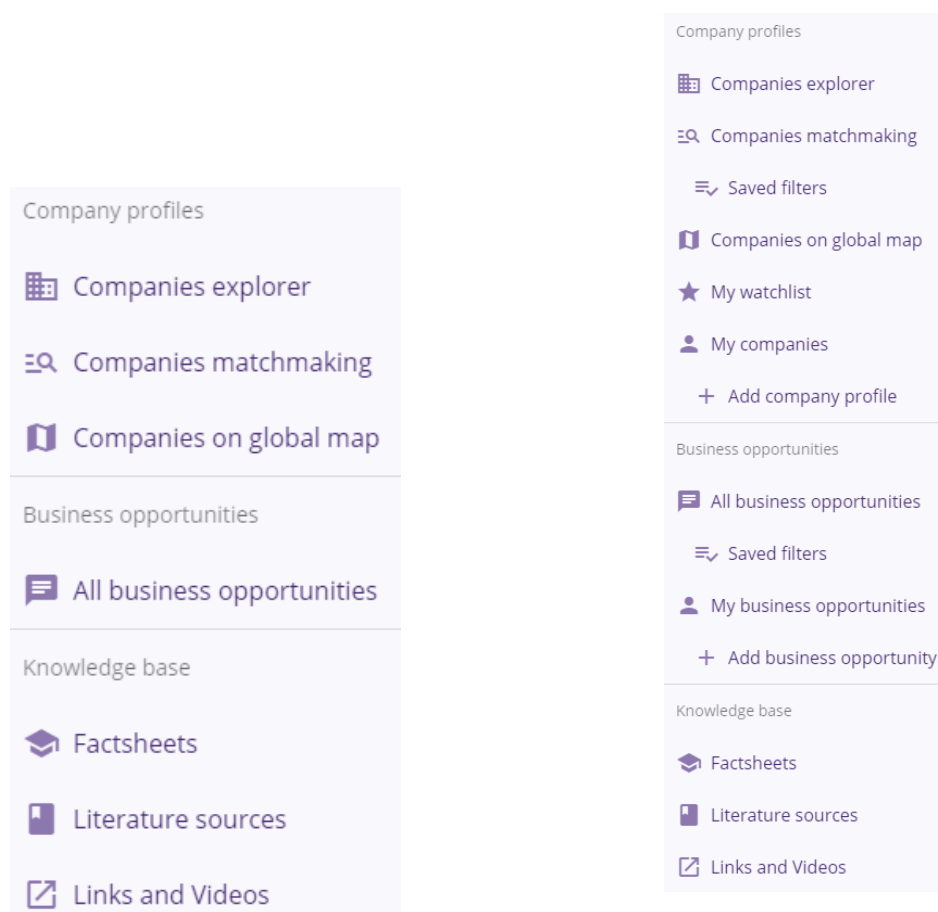 Company profiles
Companies explorer
Companies matchmaking
Companies on global map
Business opportunities
All business opportunities
Knowledge base
Factsheets
Literature sources
Links and Videos
Company profiles
Companies explorer
Companies matchmaking
Saved filters
Companies on global map
My watchlist
My companies
Add company profile
Business opportunities
All business opportunities
Saved filters
My business opportunities
Add business opportunity
Knowledge base
Factsheets
Literature sources
Links and Videos